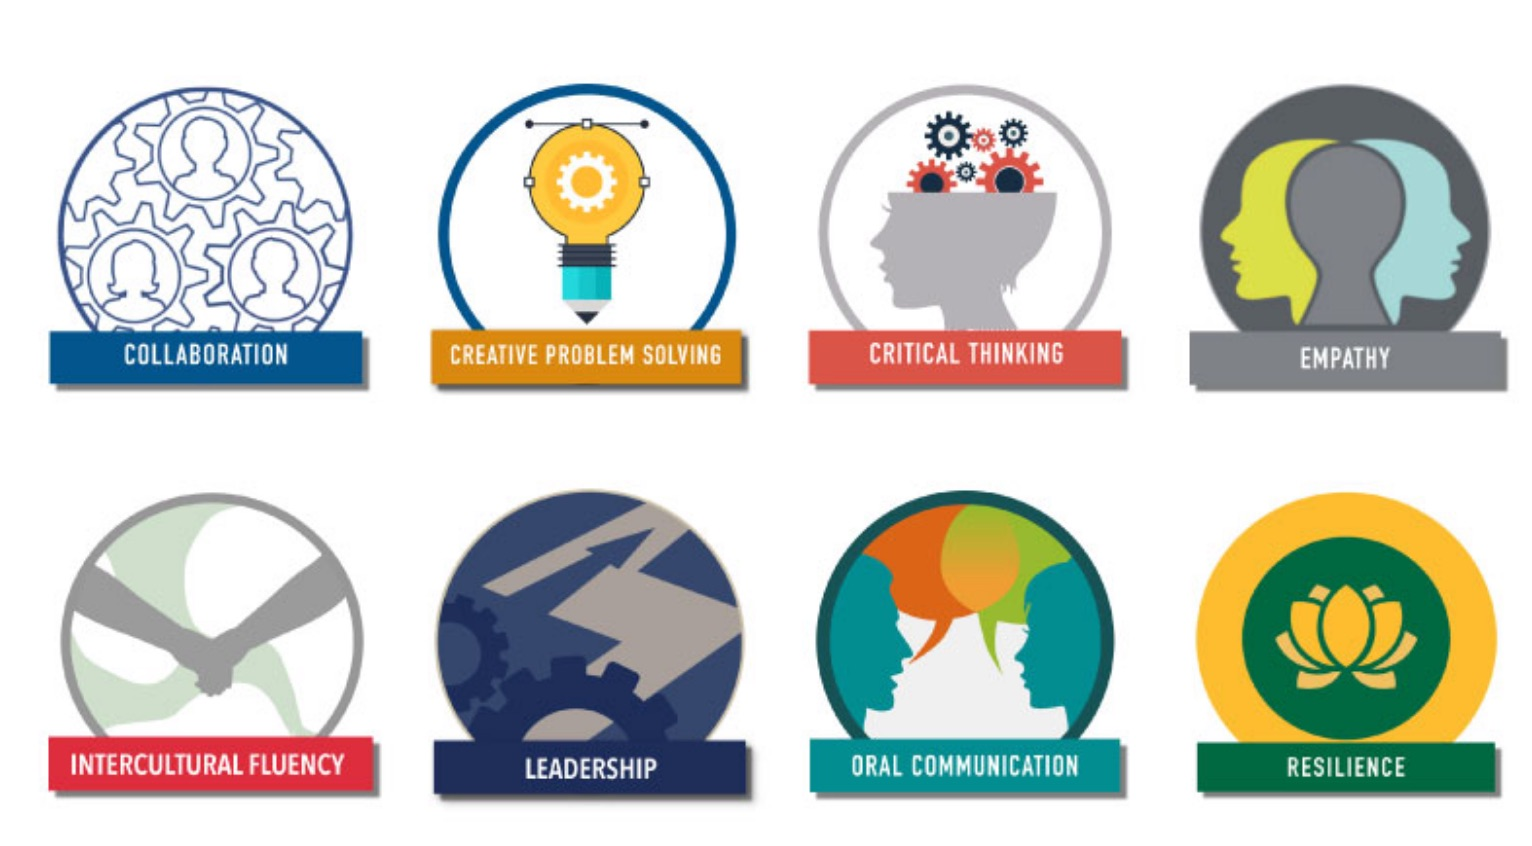 COLLABORATION
CREATIVE PROBLEM SOLVING
CRITICAL THINKING
EMPATHY
INTERCULTURAL FLUENCY
LEADERSHIP
ORAL COMMUNICATION
RESILIENCE